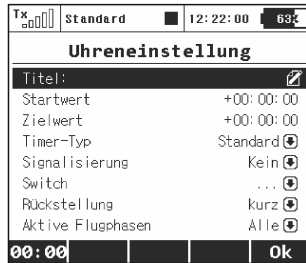 Tx Standard 12:22:00 63%
Uhreneinstellung
Titel:
Startwert +00:00:00
Zielwert +00:00:00
Timer-Typ Standard
Signalisierung Kein
Switch ...
Rückstellung kurz
Aktive Flugphasen Alle
00:00 Ok